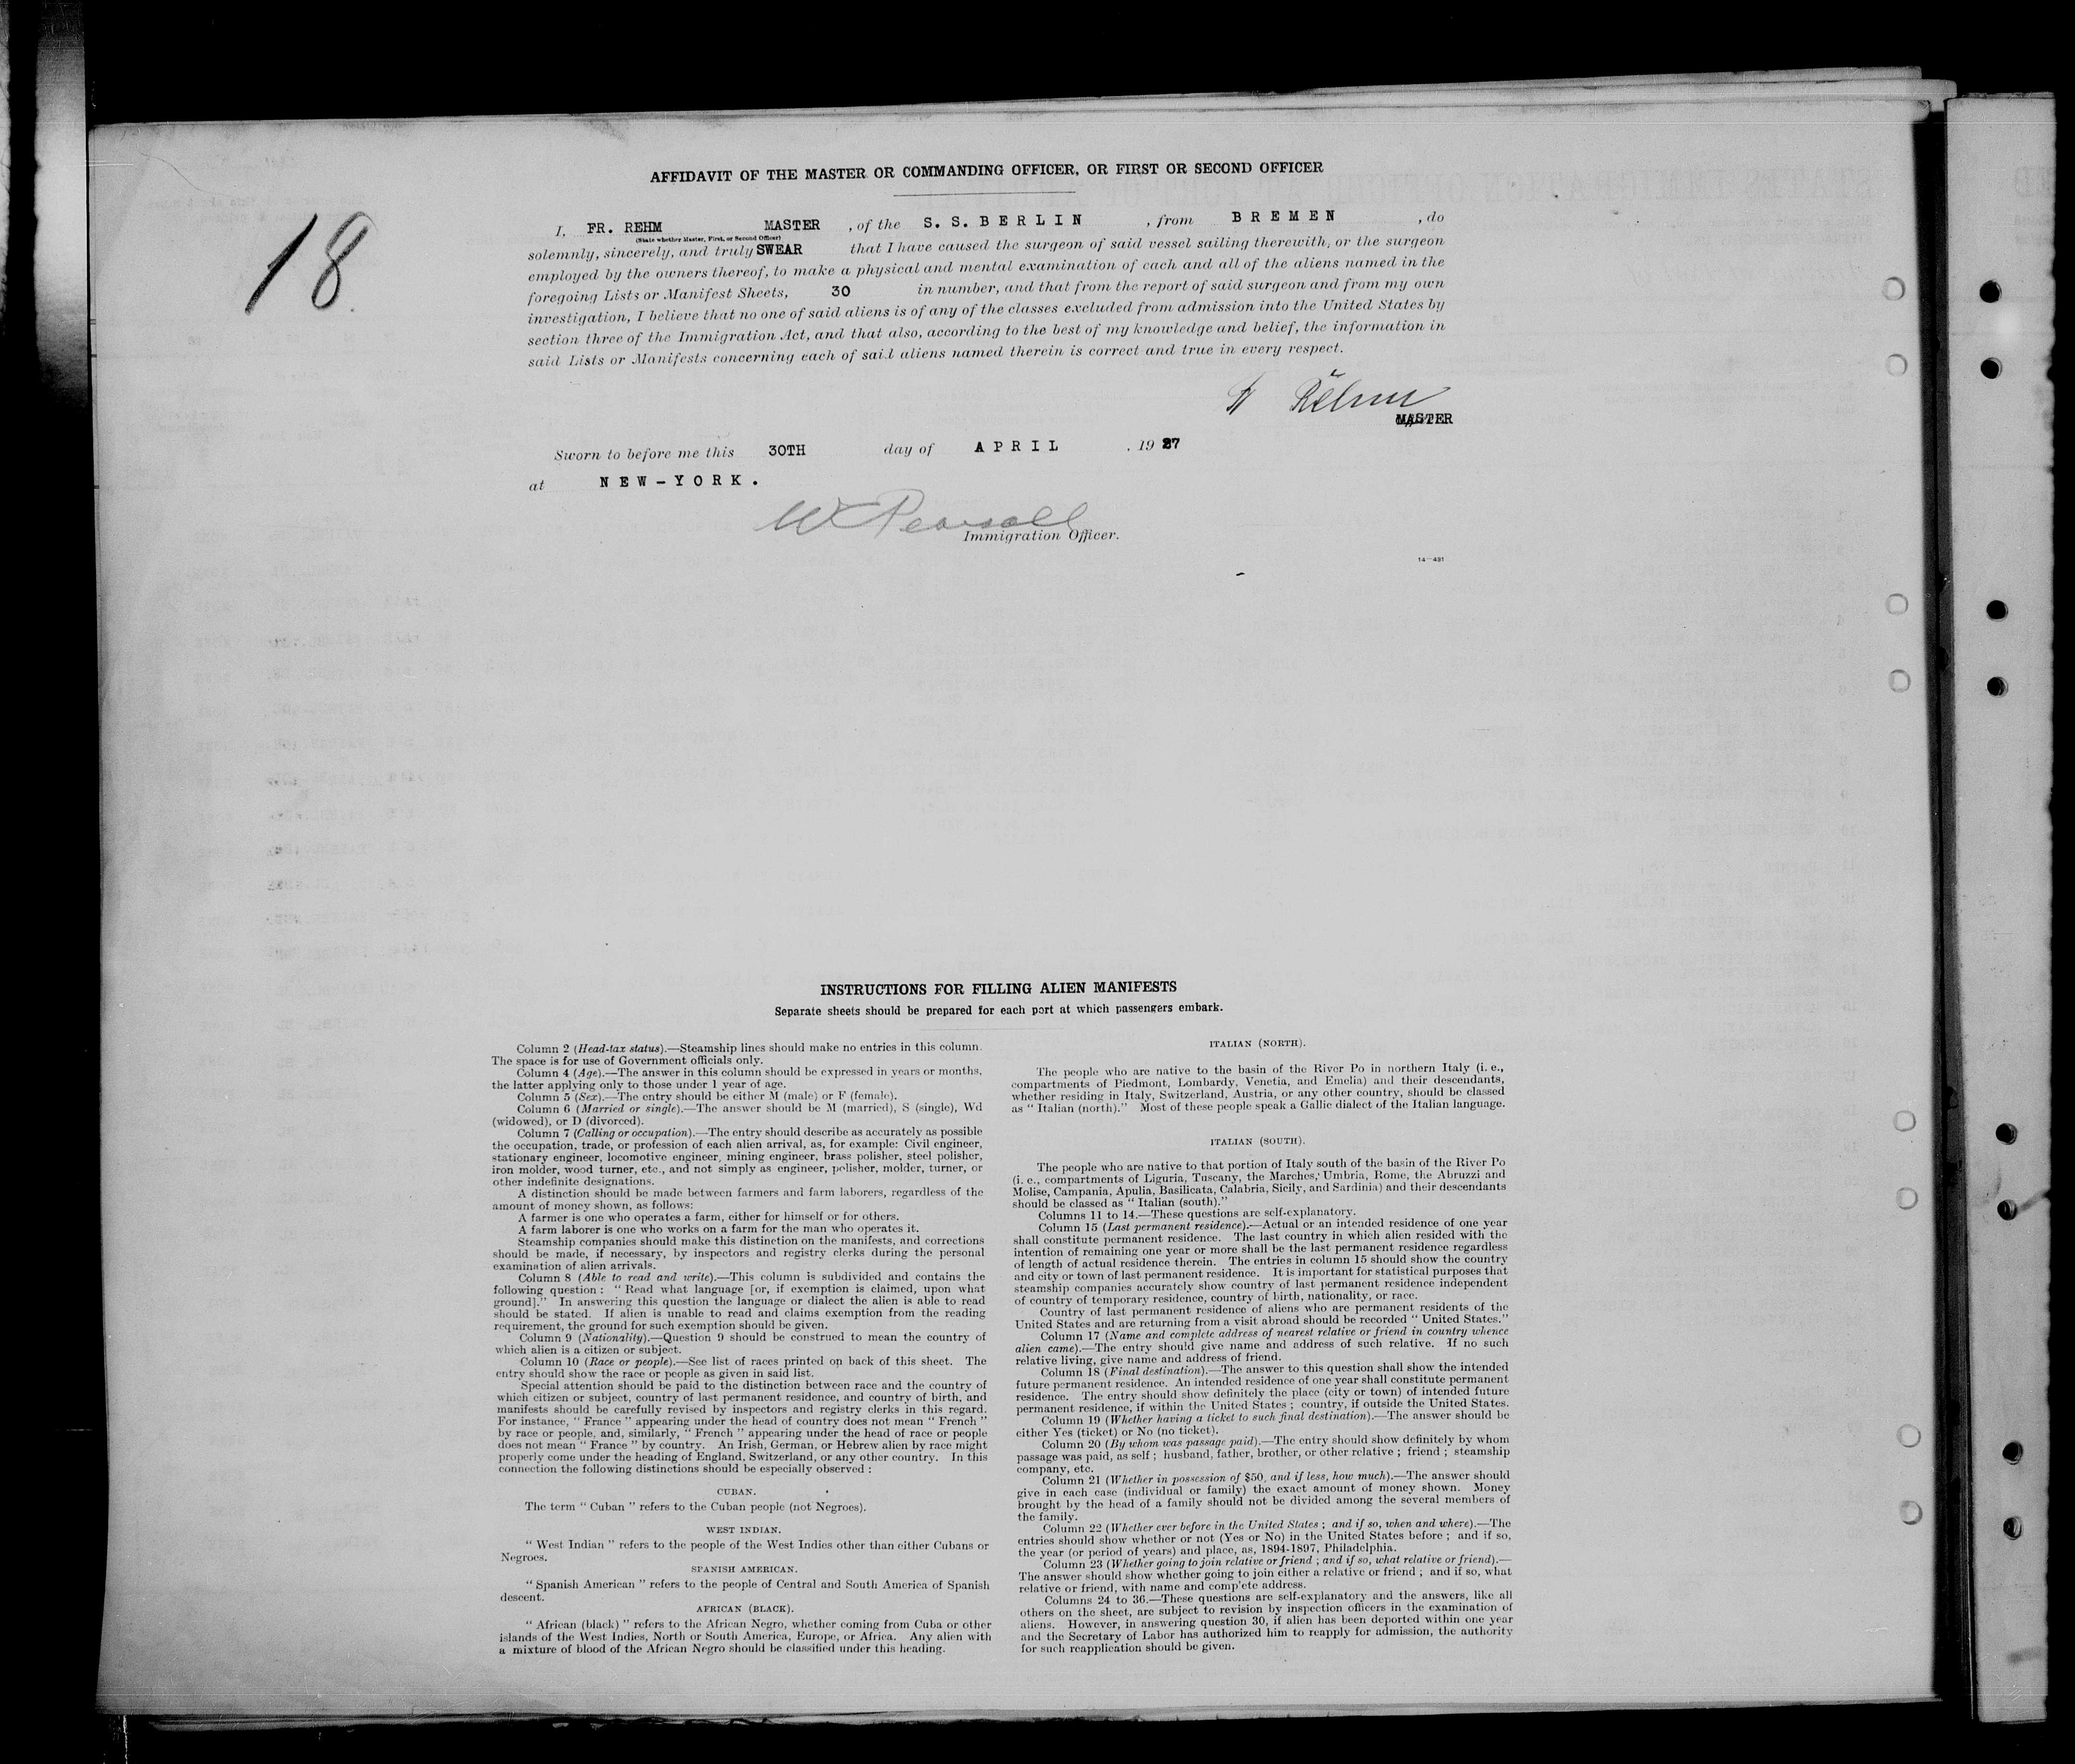 18
AFFIDAVIT OF THE MASTER OR COMMANDING OFFICER, OR FIRST OR SECOND OFFICER
I, FR. REHM MASTER , of the S. S. BERLIN , from BREMEN , do
(State whether Master, First, or Second Officer)
solemnly, sincerely, and truly SWEAR that I have caused the surgeon of said vessel sailing therewith, or the surgeon
employed by the owners thereof, to make a physical and mental examination of each and all of the aliens named in the
foregoing Lists or Manifest Sheets, 30 in number, and that from the report of said surgeon and from my own
investigation, I believe that no one of said aliens is of any of the classes excluded from admission into the United States by
section three of the Immigration Act, and that also, according to the best of my knowledge and belief, the information in
said Lists or Manifests concerning each of said aliens named therein is correct and true in every respect.
Rehm
MASTER
Sworn to before me this 30TH day of APRIL , 1927
at NEW-YORK.
W Pearsall
Immigration Officer.
14—491
INSTRUCTIONS FOR FILLING ALIEN MANIFESTS
Separate sheets should be prepared for each port at which passengers embark.
Column 2 (Head-tax status).—Steamship lines should make no entries in this column.
The space is for use of Government officials only.
Column 4 (Age).—The answer in this column should be expressed in years or months,
the latter applying only to those under 1 year of age.
Column 5 (Sex).—The entry should be either M (male) or F (female).
Column 6 (Married or single).—The answer should be M (married), S (single), Wd
(widowed), or D (divorced).
Column 7 (Calling or occupation).—The entry should describe as accurately as possible
the occupation, trade, or profession of each alien arrival, as, for example: Civil engineer,
stationary engineer, locomotive engineer, mining engineer, brass polisher, steel polisher,
iron molder, wood turner, etc., and not simply as engineer, polisher, molder, turner, or
other indefinite designations.
A distinction should be made between farmers and farm laborers, regardless of the
amount of money shown, as follows:
A farmer is one who operates a farm, either for himself or for others.
A farm laborer is one who works on a farm for the man who operates it.
Steamship companies should make this distinction on the manifests, and corrections
should be made, if necessary, by inspectors and registry clerks during the personal
examination of alien arrivals.
Column 8 (Able to read and write).—This column is subdivided and contains the
following question : " Read what language [or, if exemption is claimed, upon what
ground]." In answering this question the language or dialect the alien is able to read
should be stated. If alien is unable to read and claims exemption from the reading
requirement, the ground for such exemption should be given.
Column 9 (Nationality).—Question 9 should be construed to mean the country of
which alien is a citizen or subject.
Column 10 (Race or people).—See list of races printed on back of this sheet. The
entry should show the race or people as given in said list.
Special attention should be paid to the distinction between race and the country of
which citizen or subject, country of last permanent residence, and country of birth, and
manifests should be carefully revised by inspectors and registry clerks in this regard.
For instance, " France " appearing under the head of country does not mean " French "
by race or people, and, similarly, " French " appearing under the head of race or people
does not mean " France " by country. An Irish, German, or Hebrew alien by race might
properly come under the heading of England, Switzerland, or any other country. In this
connection the following distinctions should be especially observed :
CUBAN.
The term " Cuban " refers to the Cuban people (not Negroes).
WEST INDIAN.
" West Indian " refers to the people of the West Indies other than either Cubans or
Negroes.
SPANISH AMERICAN.
" Spanish American " refers to the people of Central and South America of Spanish
descent.
AFRICAN (BLACK).
" African (black) " refers to the African Negro, whether coming from Cuba or other
islands of the West Indies, North or South America, Europe, or Africa. Any alien with
a mixture of blood of the African Negro should be classified under this heading.
ITALIAN (NORTH).
The people who are native to the basin of the River Po in northern Italy (i. e.,
compartments of Piedmont, Lombardy, Venetia, and Emelia) and their descendants,
whether residing in Italy, Switzerland, Austria, or any other country, should be classed
as " Italian (north)." Most of these people speak a Gallic dialect of the Italian language.
ITALIAN (SOUTH).
The people who are native to that portion of Italy south of the basin of the River Po
(i. e., compartments of Liguria, Tuscany, the Marches, Umbria, Rome, the Abruzzi and
Molise, Campania, Apulia, Basilicata, Calabria, Sicily, and Sardinia) and their descendants
should be classed as " Italian (south)."
Columns 11 to 14.—These questions are self-explanatory.
Column 15 (Last permanent residence).—Actual or an intended residence of one year
shall constitute permanent residence. The last country in which alien resided with the
intention of remaining one year or more shall be the last permanent residence regardless
of length of actual residence therein. The entries in column 15 should show the country
and city or town of last permanent residence. It is important for statistical purposes that
steamship companies accurately show country of last permanent residence independent
of country of temporary residence, country of birth, nationality, or race.
Country of last permanent residence of aliens who are permanent residents of the
United States and are returning from a visit abroad should be recorded " United States."
Column 17 (Name and complete address of nearest relative or friend in country whence
alien came).—The entry should give name and address of such relative. If no such
relative living, give name and address of friend.
Column 18 (Final destination).—The answer to this question shall show the intended
future permanent residence. An intended residence of one year shall constitute permanent
residence. The entry should show definitely the place (city or town) of intended future
permanent residence, if within the United States ; country, if outside the United States.
Column 19 (Whether having a ticket to such final destination).—The answer should be
either Yes (ticket) or No (no ticket).
Column 20 (By whom was passage paid).—The entry should show definitely by whom
passage was paid, as self ; husband, father, brother, or other relative ; friend ; steamship
company, etc.
Column 21 (Whether in possession of $50, and if less, how much).—The answer should
give in each case (individual or family) the exact amount of money shown. Money
brought by the head of a family should not be divided among the several members of
the family.
Column 22 (Whether ever before in the United States ; and if so, when and where).—The
entries should show whether or not (Yes or No) in the United States before ; and if so,
the year (or period of years) and place, as, 1894-1897, Philadelphia.
Column 23 (Whether going to join relative or friend ; and if so, what relative or friend).—
The answer should show whether going to join either a relative or friend ; and if so, what
relative or friend, with name and complete address.
Columns 24 to 36.—These questions are self-explanatory and the answers, like all
others on the sheet, are subject to revision by inspection officers in the examination of
aliens. However, in answering question 30, if alien has been deported within one year
and the Secretary of Labor has authorized him to reapply for admission, the authority
for such reapplication should be given.